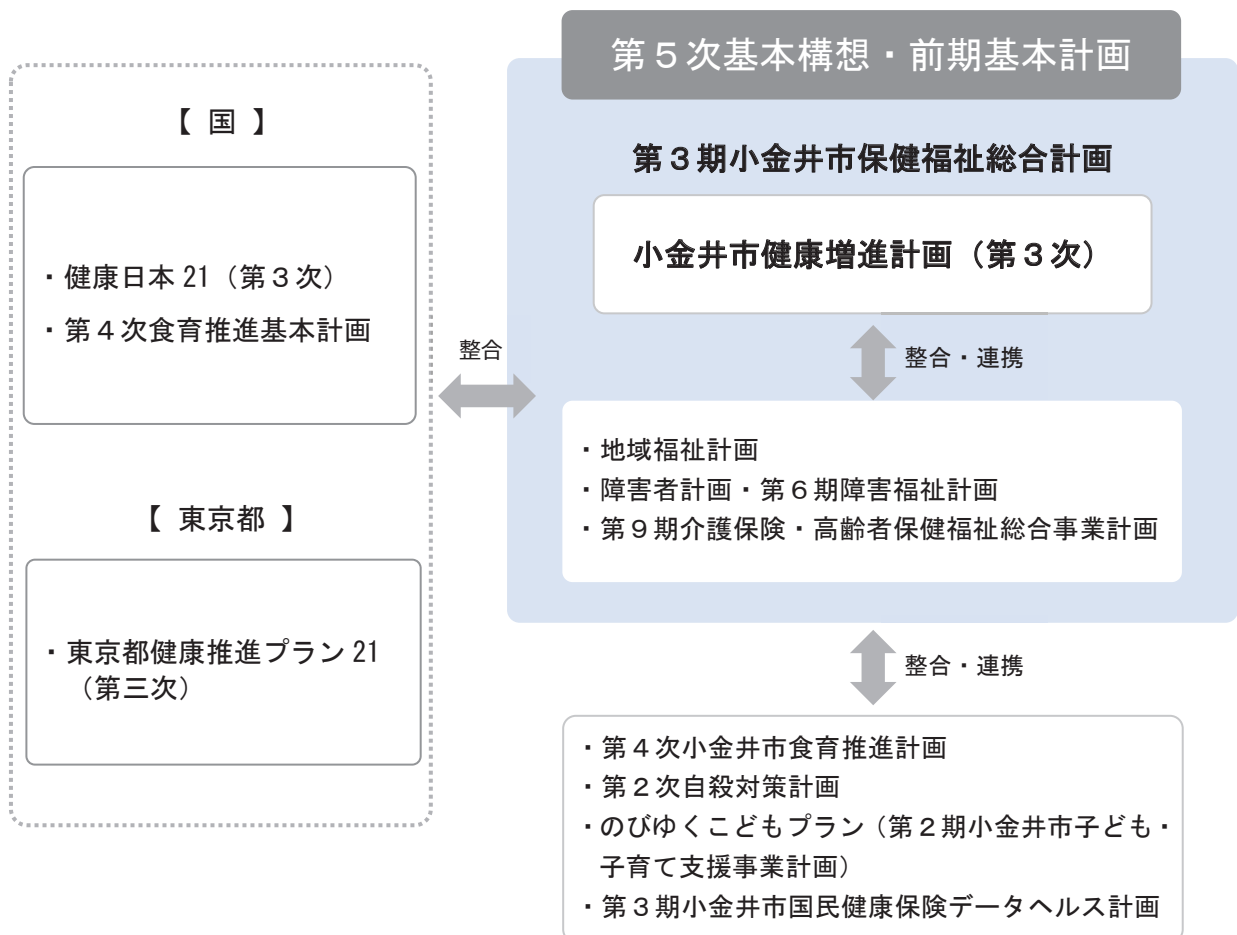 【 国 】
・健康日本 21（第３次）
・第４次食育推進基本計画
【 東京都 】
・東京都健康推進プラン 21
（第三次）
整合
第５次基本構想・前期基本計画
第３期小金井市保健福祉総合計画
小金井市健康増進計画（第３次）
整合・連携
・地域福祉計画
・障害者計画・第６期障害福祉計画
・第９期介護保険・高齢者保健福祉総合事業計画
整合・連携
・第４次小金井市食育推進計画
・第２次自殺対策計画
・のびゆくこどもプラン（第２期小金井市子ども・
子育て支援事業計画）
・第３期小金井市国民健康保険データヘルス計画